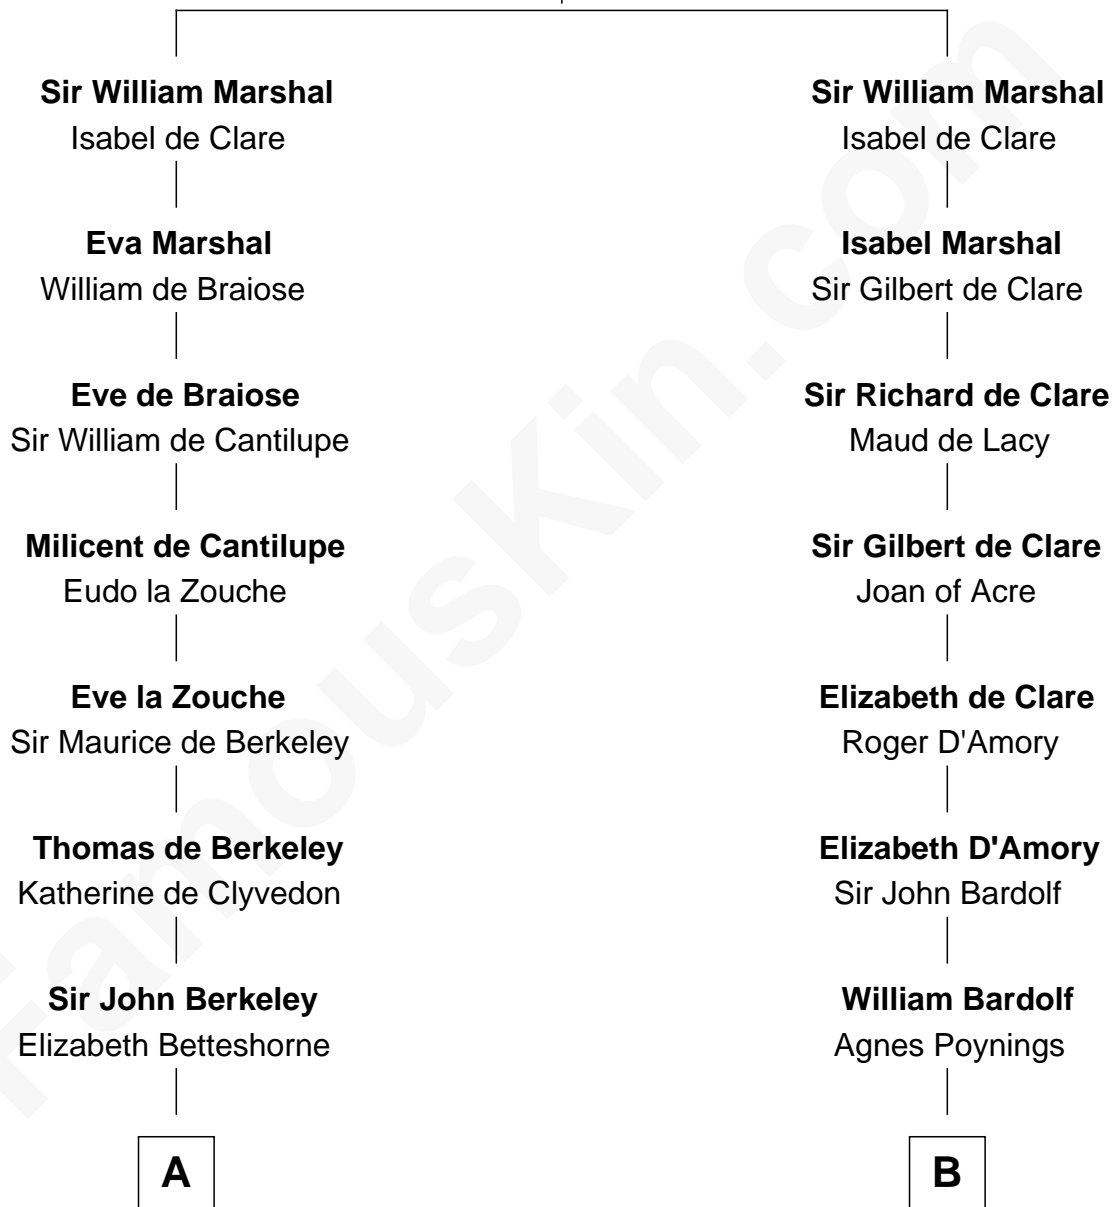 Sir William Marshal
Isabel de Clare
Eva Marshal
William de Braiose
Eve de Braiose
Sir William de Cantilupe
Milicent de Cantilupe
Eudo la Zouche
Eve la Zouche
Sir Maurice de Berkeley
Thomas de Berkeley
Katherine de Clyvedon
Sir John Berkeley
Elizabeth Betteshorne
A
Sir William Marshal
Isabel de Clare
Isabel Marshal
Sir Gilbert de Clare
Sir Richard de Clare
Maud de Lacy
Sir Gilbert de Clare
Joan of Acre
Elizabeth de Clare
Roger D'Amory
Elizabeth D'Amory
Sir John Bardolf
William Bardolf
Agnes Poynings
B
FamousKin.com